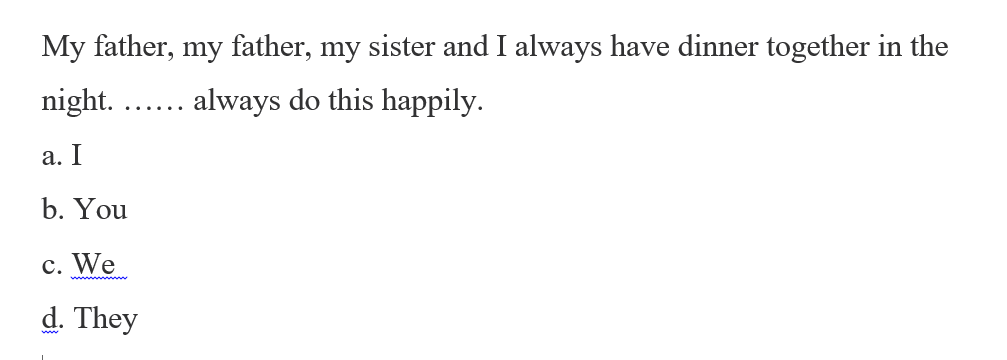 My father, my father, my sister and I always have dinner together in the
night. …… always do this happily.
a. I
b. You
c. We
d. They